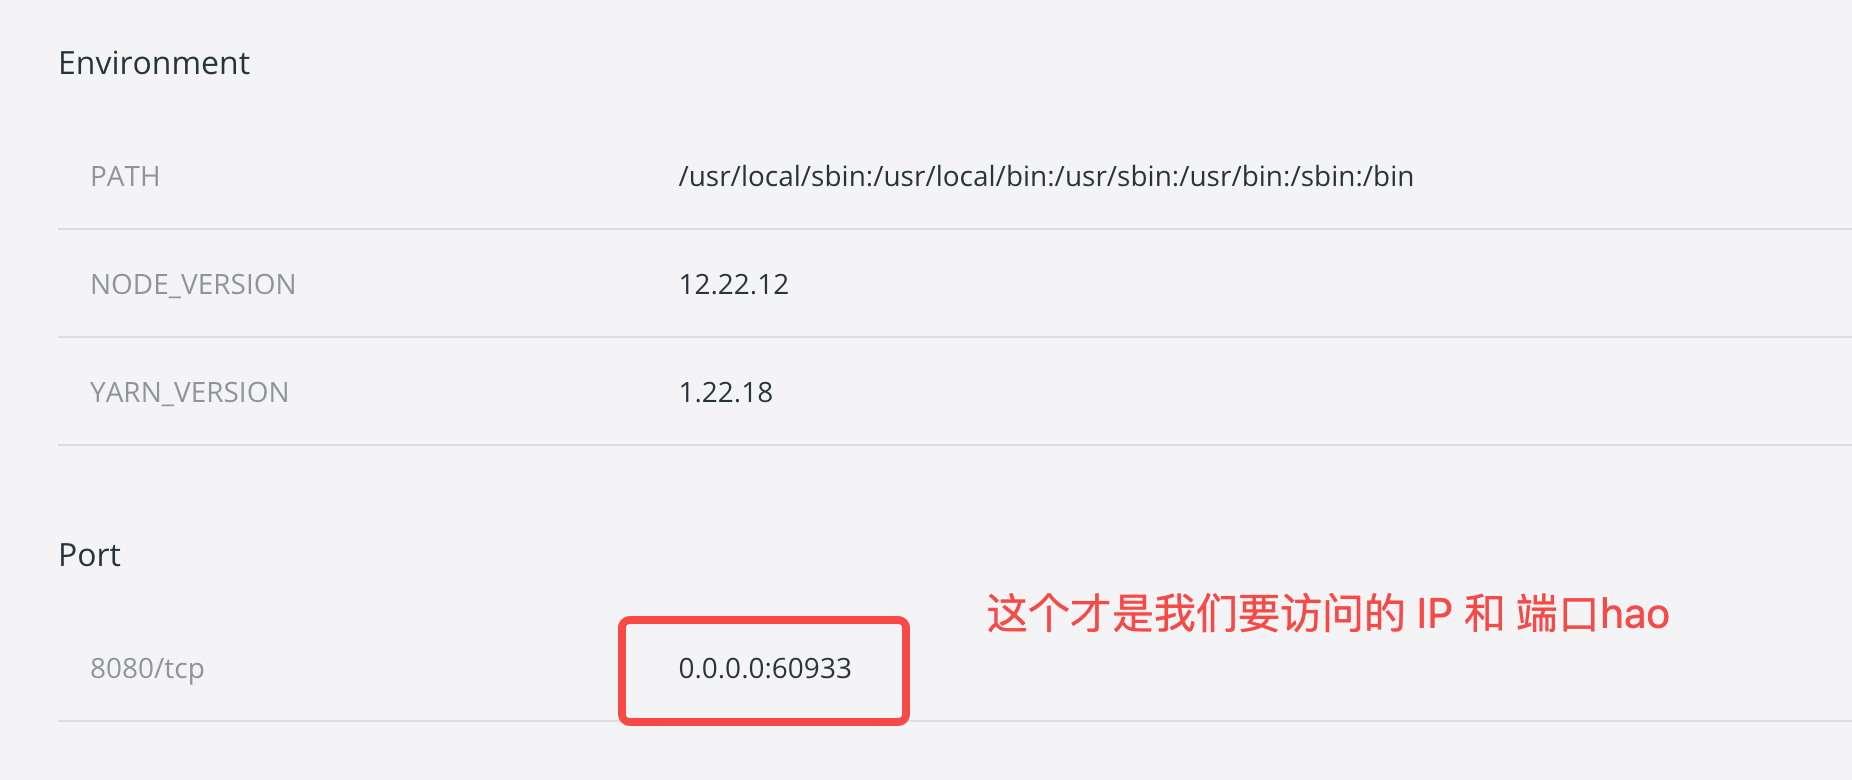 Environment
PATH /usr/local/sbin:/usr/local/bin:/usr/sbin:/usr/bin:/sbin:/bin
NODE_VERSION 12.22.12
YARN_VERSION 1.22.18
Port
这个才是我们要访问的 IP 和 端口hao
8080/tcp 0.0.0.0:60933